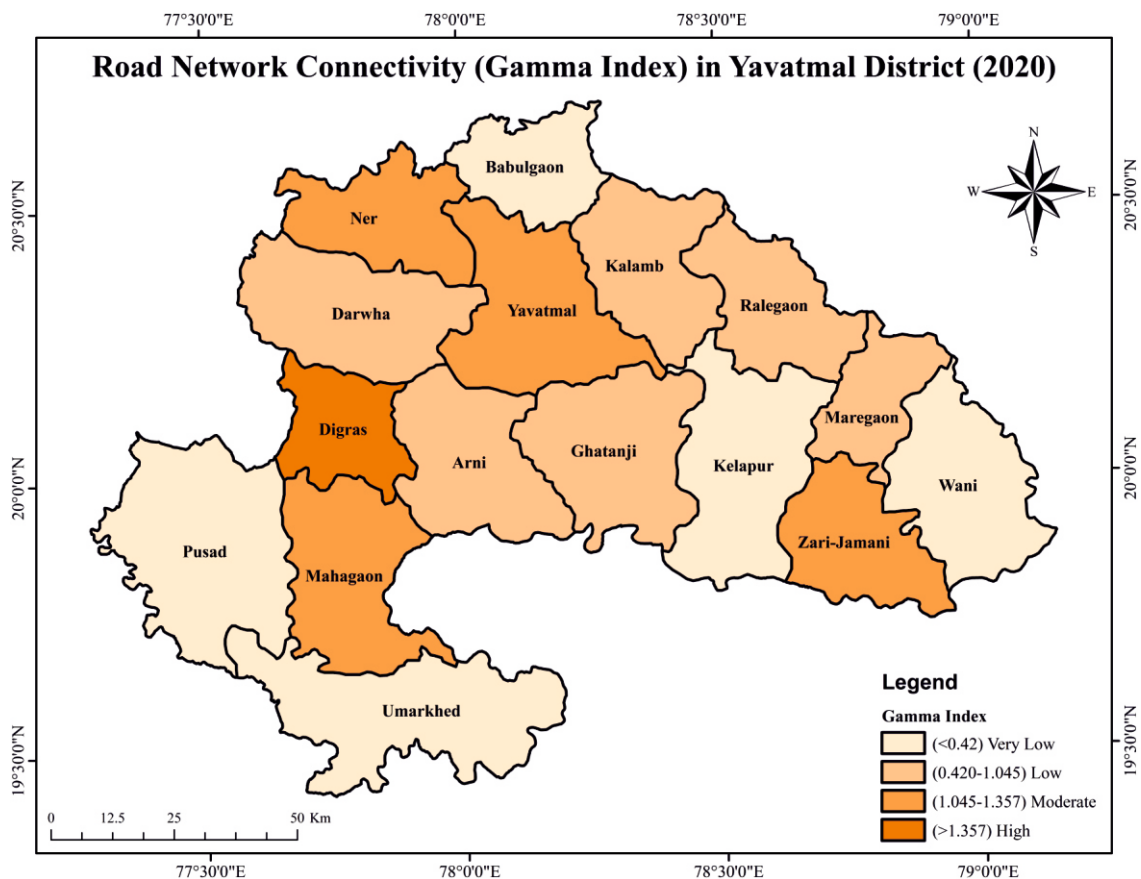 77°30'0"E 78°0'0"E 78°30'0"E 79°0'0"E
Road Network Connectivity (Gamma Index) in Yavatmal District (2020)
N
W E
S
20°30'0"N
20°30'0"N
20°0'0"N
20°0'0"N
19°30'0"N
19°30'0"N
Babulgaon
Ner
Kalamb
Darwha
Yavatmal
Ralegaon
Digras
Arni
Ghatanji
Kelapur
Maregaon
Wani
Pusad
Mahagaon
Zari-Jamani
Umarkhed
Legend
Gamma Index
(<0.42) Very Low
(0.420-1.045) Low
(1.045-1.357) Moderate
(>1.357) High
0 12.5 25 50 Km
77°30'0"E 78°0'0"E 78°30'0"E 79°0'0"E